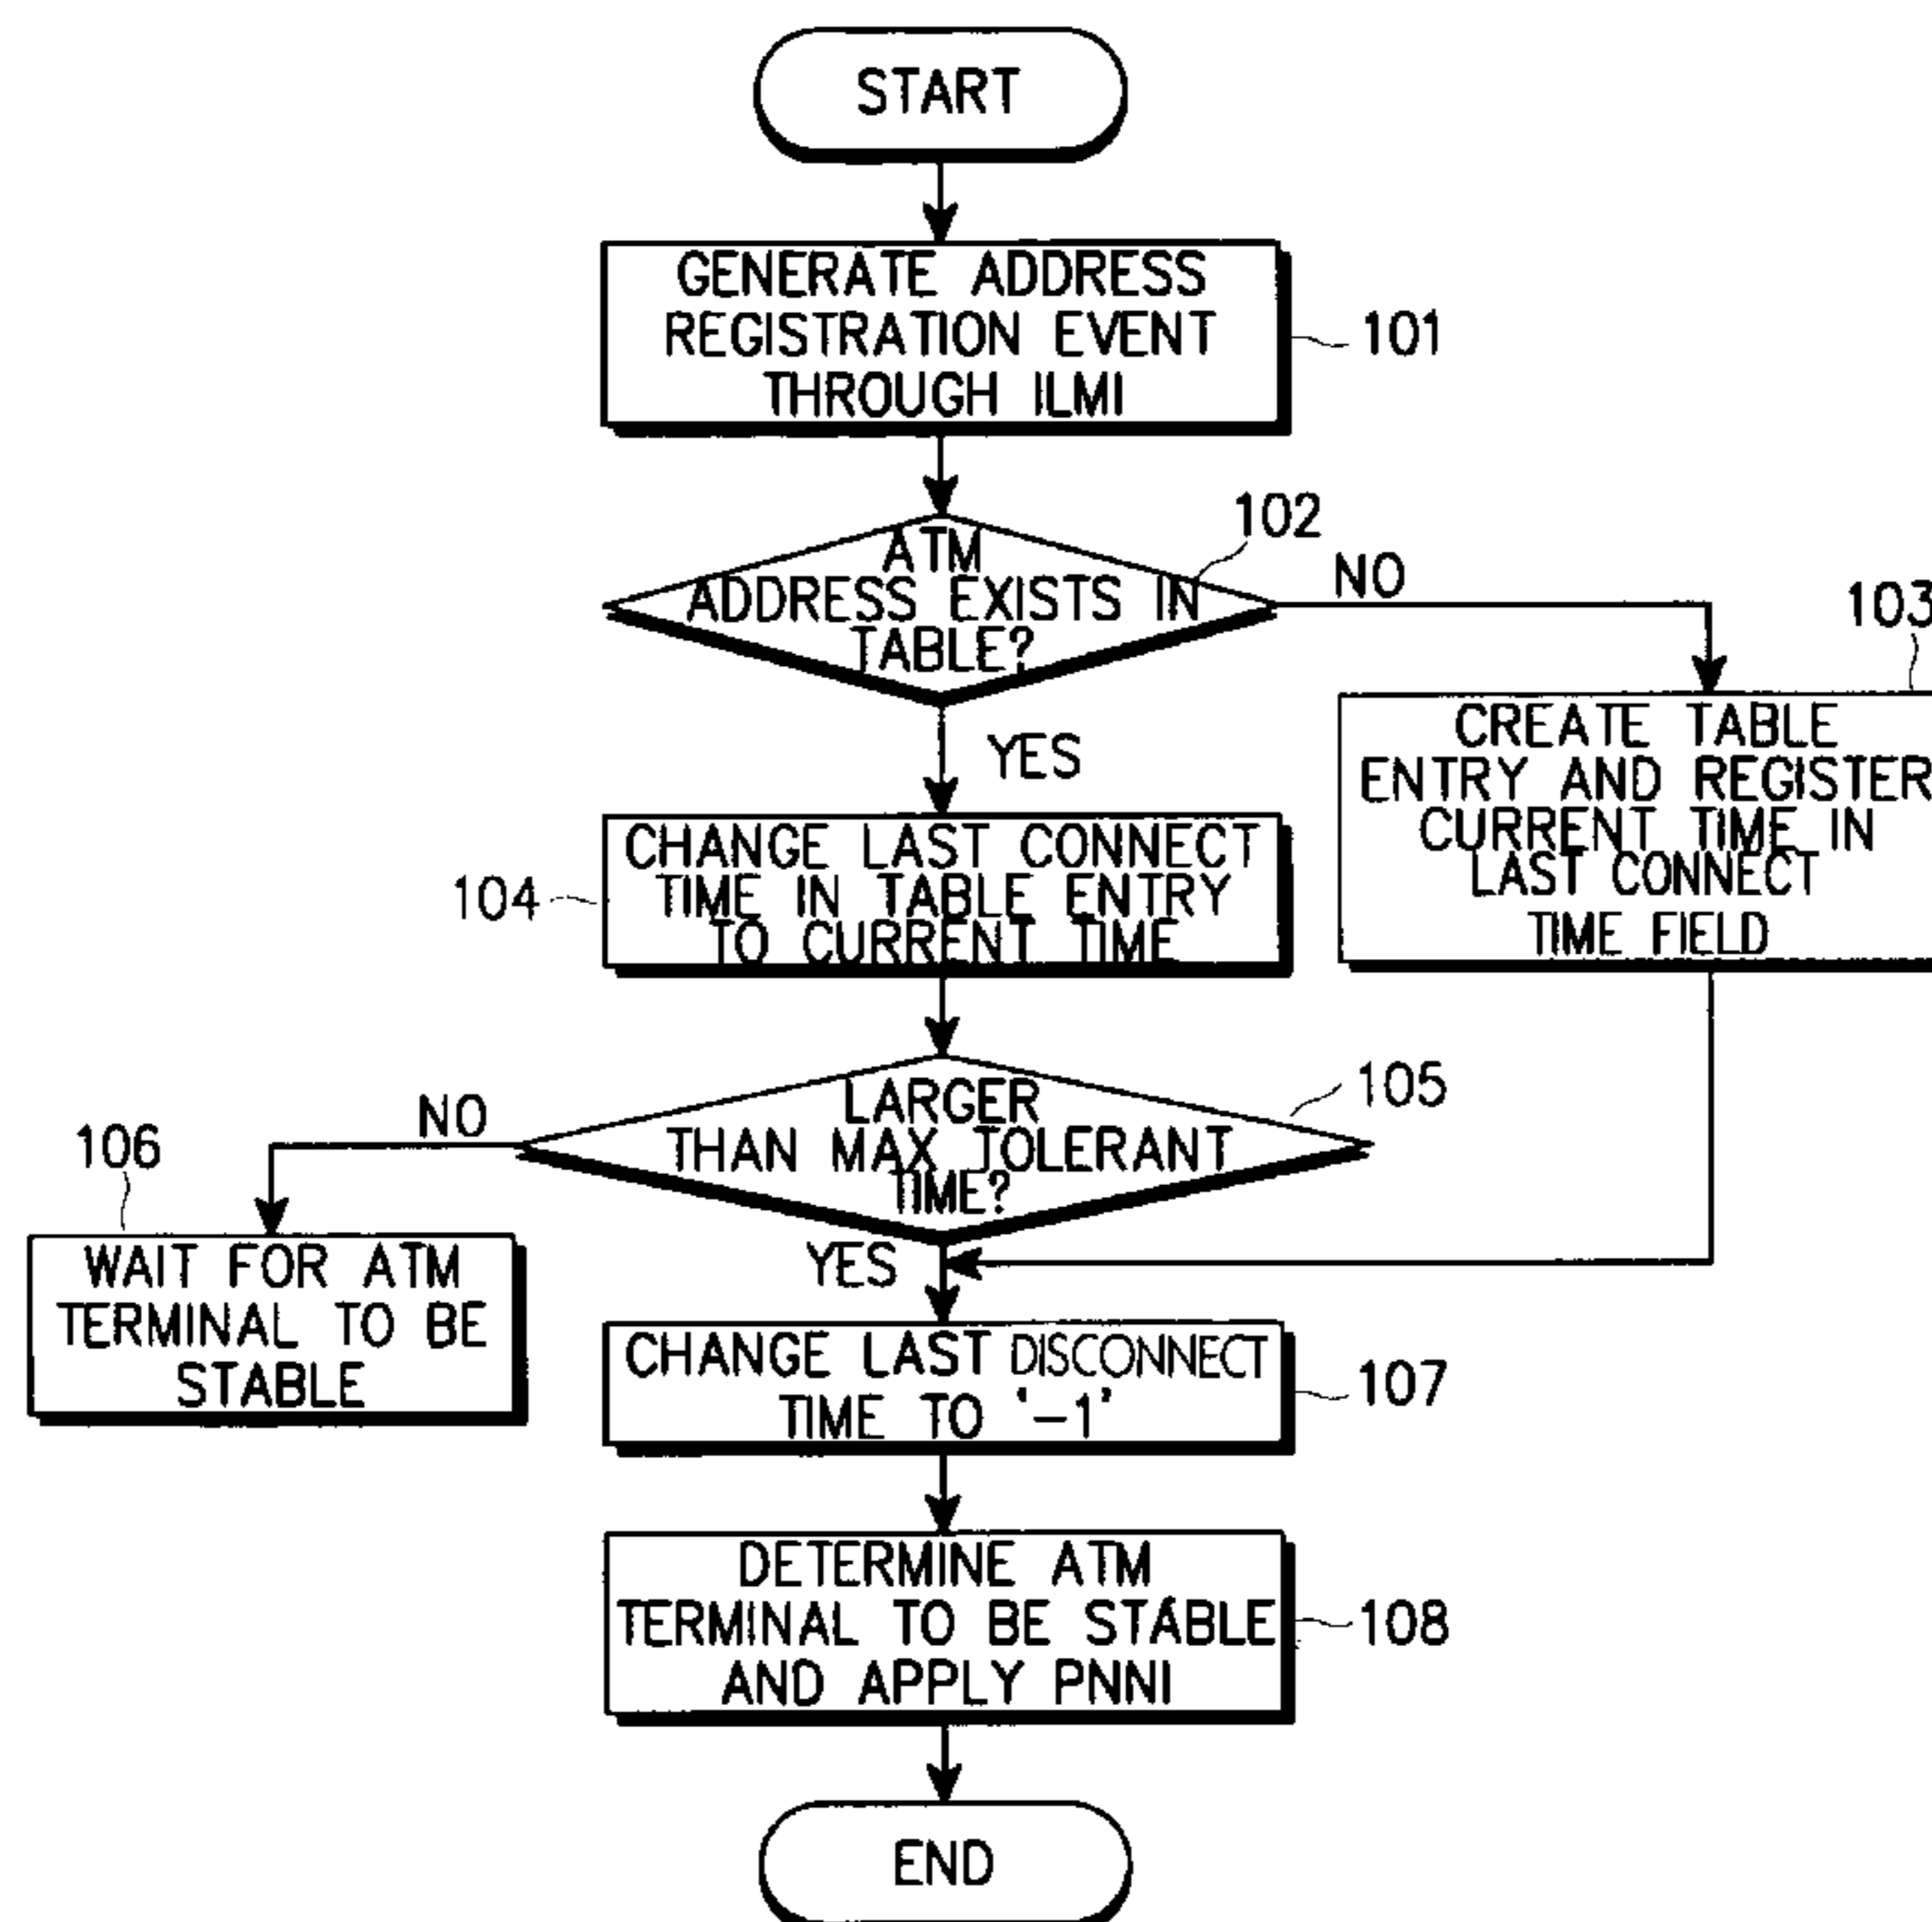 START
GENERATE ADDRESS
REGISTRATION EVENT
THROUGH ILMI
101
102
ATM
ADDRESS EXISTS IN
TABLE?
NO
103
YES
CREATE TABLE
ENTRY AND REGISTER
CURRENT TIME IN
LAST CONNECT
TIME FIELD
CHANGE LAST CONNECT
TIME IN TABLE ENTRY
TO CURRENT TIME
104
LARGER
THAN MAX TOLERANT
TIME?
105
NO
106
YES
WAIT FOR ATM
TERMINAL TO BE
STABLE
CHANGE LAST DISCONNECT
TIME TO '-1'
107
DETERMINE ATM
TERMINAL TO BE STABLE
AND APPLY PNNI
108
END